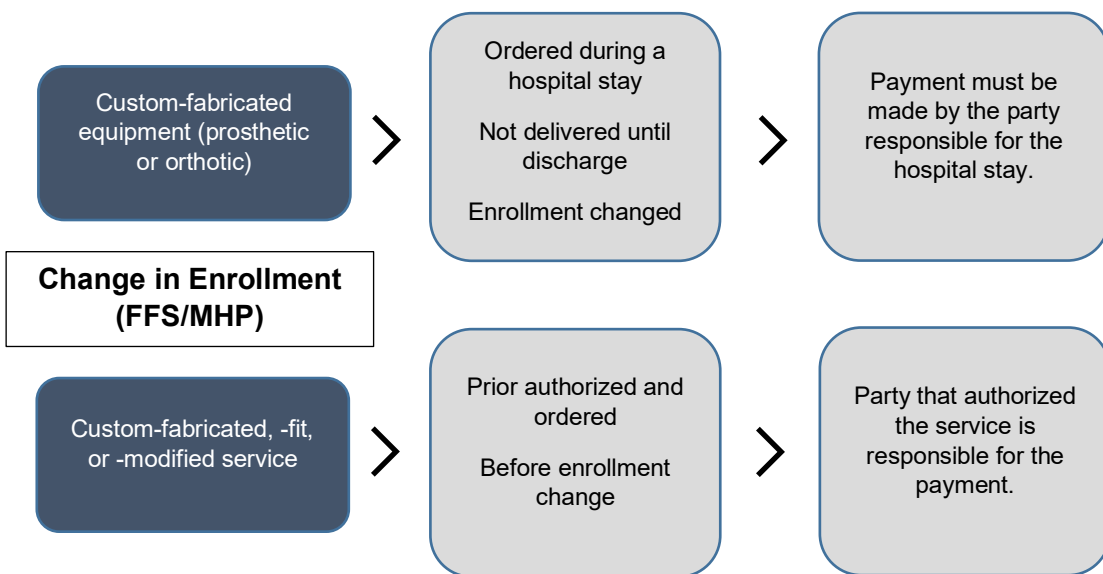 Custom-fabricated
equipment (prosthetic
or orthotic)
Ordered during a
hospital stay
Not delivered until
discharge
Enrollment changed
Payment must be
made by the party
responsible for the
hospital stay.
Change in Enrollment
(FFS/MHP)
Custom-fabricated, -fit,
or -modified service
Prior authorized and
ordered
Before enrollment
change
Party that authorized
the service is
responsible for the
payment.